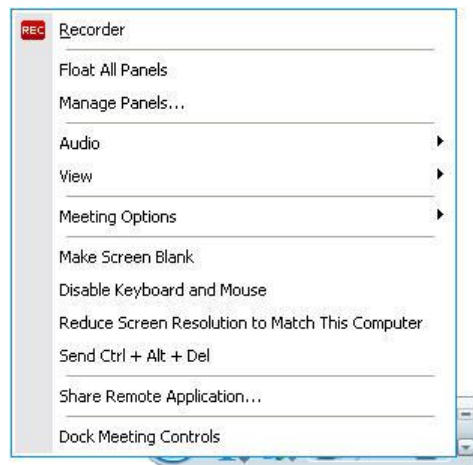 REC Recorder
Float All Panels
Manage Panels...
Audio
View
Meeting Options
Make Screen Blank
Disable Keyboard and Mouse
Reduce Screen Resolution to Match This Computer
Send Ctrl + Alt + Del
Share Remote Application...
Dock Meeting Controls